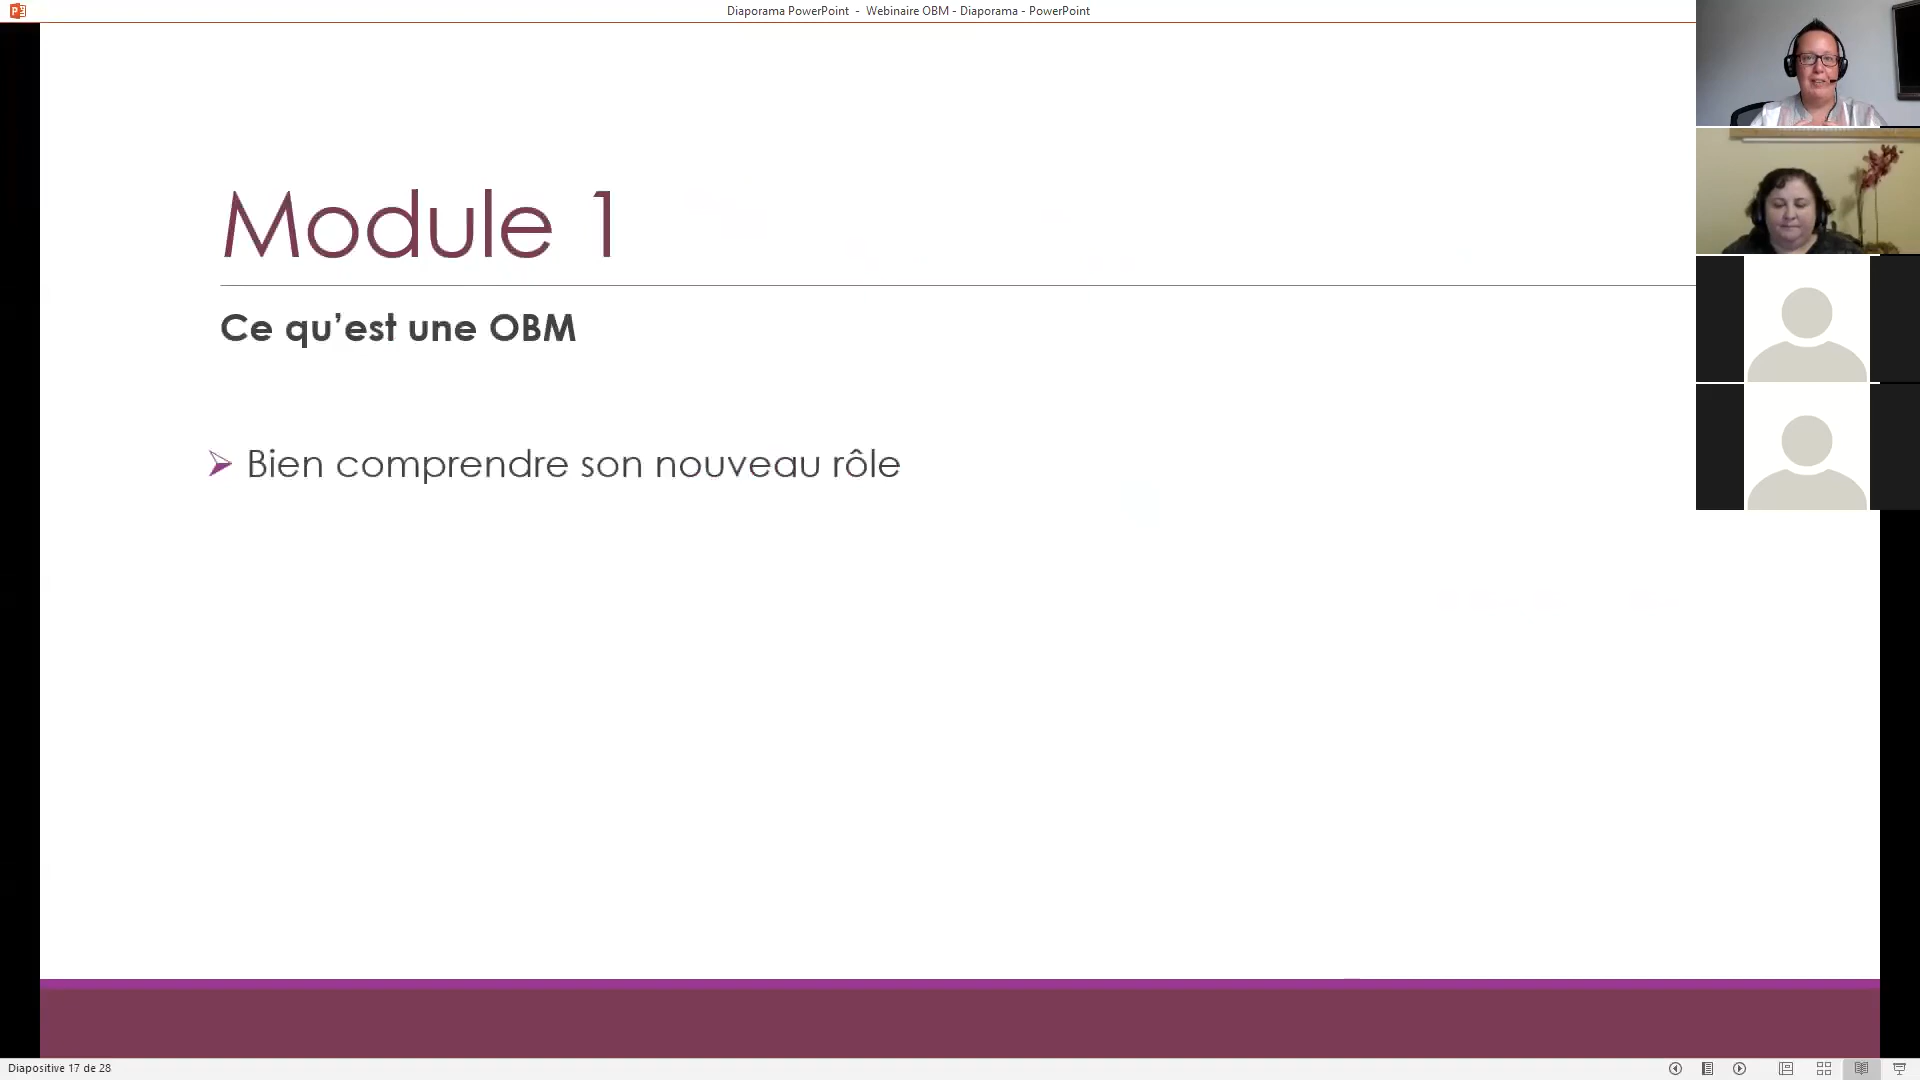 Diaporama PowerPoint - Webinaire OBM - Diaporama - PowerPoint
Module 1
Ce qu’est une OBM
Bien comprendre son nouveau rôle
Diapositive 17 de 28